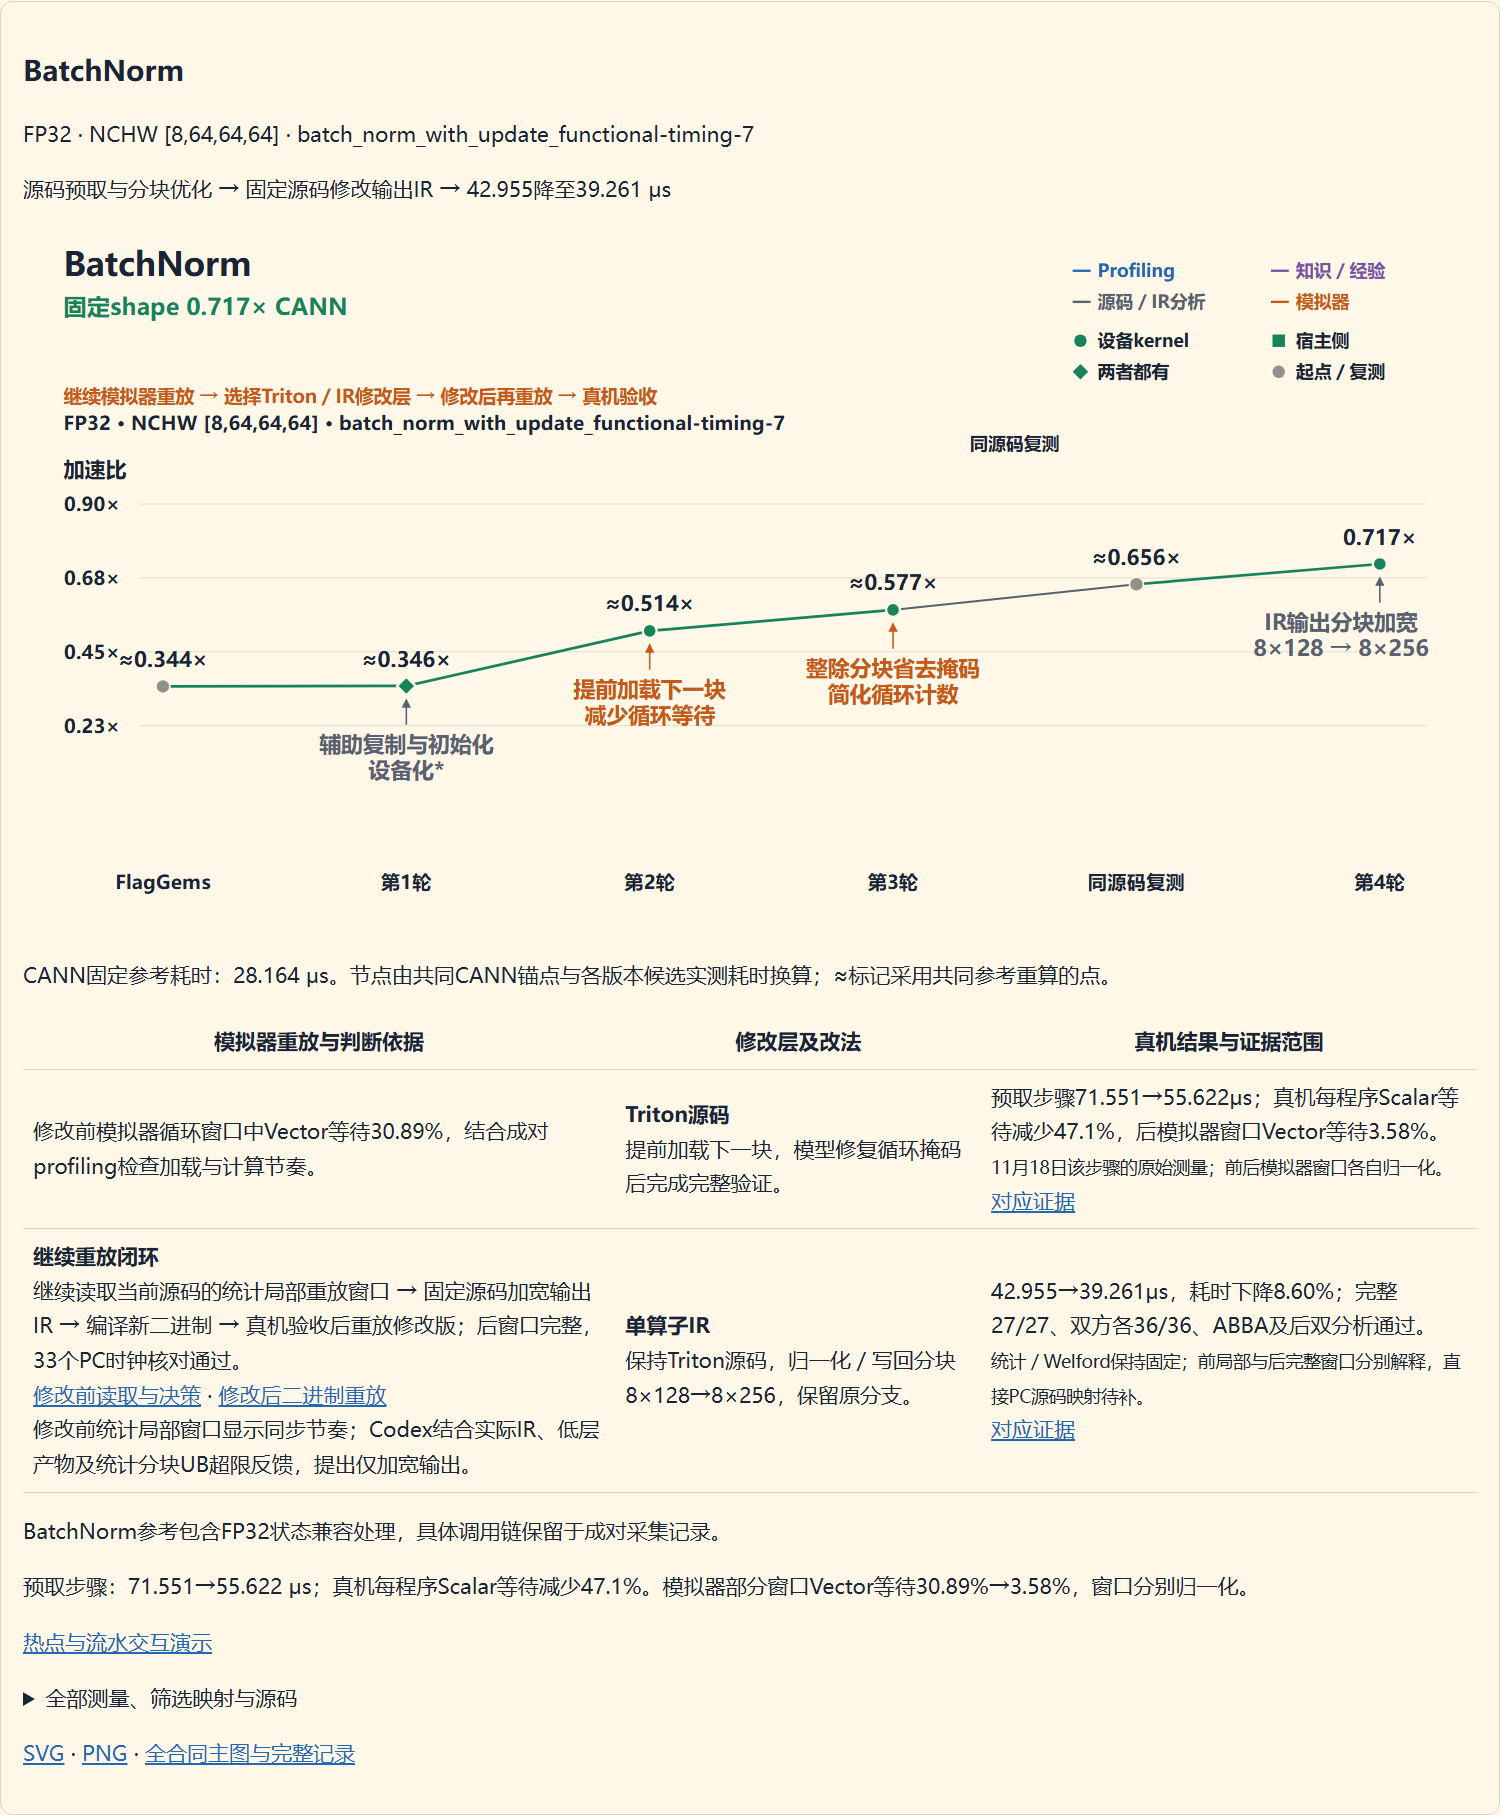 BatchNorm
FP32 · NCHW [8,64,64,64] · batch_norm_with_update_functional-timing-7
源码预取与分块优化 → 固定源码修改输出IR → 42.955降至39.261 μs
BatchNorm
固定shape 0.717× CANN
Profiling
知识 / 经验
源码 / IR分析
模拟器
设备kernel
宿主侧
两者都有
起点 / 复测
继续模拟器重放 → 选择Triton / IR修改层 → 修改后再重放 → 真机验收
FP32 • NCHW [8,64,64,64] • batch_norm_with_update_functional-timing-7
同源码复测
加速比
0.90×
0.68×
0.45×
0.23×
≈0.344×
≈0.346×
≈0.514×
≈0.577×
≈0.656×
0.717×
辅助复制与初始化
设备化*
提前加载下一块
减少循环等待
整除分块省去掩码
简化循环计数
IR输出分块加宽
8×128 → 8×256
FlagGems
第1轮
第2轮
第3轮
同源码复测
第4轮
CANN固定参考耗时：28.164 μs。节点由共同CANN锚点与各版本候选实测耗时换算；≈标记采用共同参考重算的点。
模拟器重放与判断依据
修改层及改法
真机结果与证据范围
修改前模拟器循环窗口中Vector等待30.89%，结合成对
profiling检查加载与计算节奏。
Triton源码
提前加载下一块，模型修复循环掩码
后完成完整验证。
预取步骤71.551→55.622μs；真机每程序Scalar等
待减少47.1%，后模拟器窗口Vector等待3.58%。
11月18日该步骤的原始测量；前后模拟器窗口各自归一化。
对应证据
继续重放闭环
继续读取当前源码的统计局部重放窗口 → 固定源码加宽输出
IR → 编译新二进制 → 真机验收后重放修改版；后窗口完整，
33个PC时钟核对通过。
修改前读取与决策 · 修改后二进制重放
修改前统计局部窗口显示同步节奏；Codex结合实际IR、低层
产物及统计分块UB超限反馈，提出仅加宽输出。
单算子IR
保持Triton源码，归一化 / 写回分块
8×128→8×256，保留原分支。
42.955→39.261μs，耗时下降8.60%；完整
27/27、双方各36/36、ABBA及后双分析通过。
统计 / Welford保持固定；前局部与后完整窗口分别解释，直
接PC源码映射待补。
对应证据
BatchNorm参考包含FP32状态兼容处理，具体调用链保留于成对采集记录。
预取步骤：71.551→55.622 μs；真机每程序Scalar等待减少47.1%。模拟器部分窗口Vector等待30.89%→3.58%，窗口分别归一化。
热点与流水交互演示
▶ 全部测量、筛选映射与源码
SVG · PNG · 全合同主图与完整记录